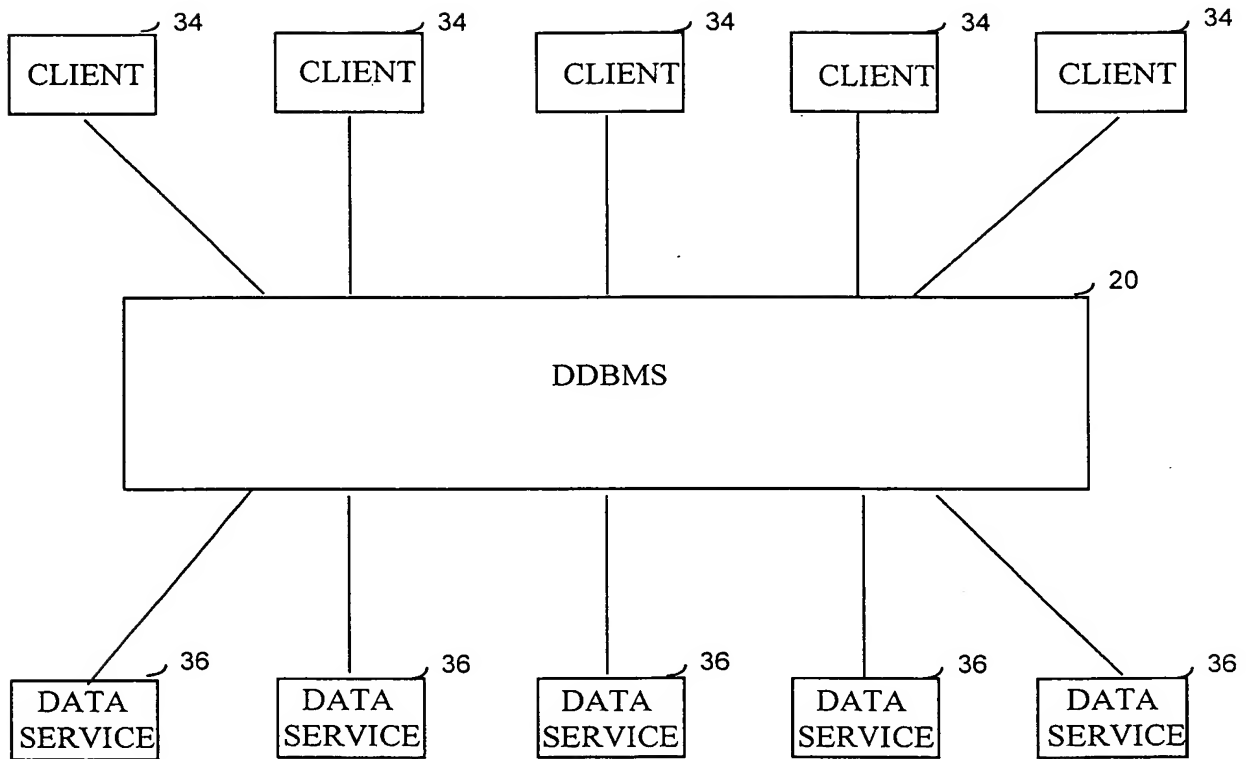 34 34 34 34 34
CLIENT CLIENT CLIENT CLIENT CLIENT
20
DDBMS
36 36 36 36 36
DATA SERVICE DATA SERVICE DATA SERVICE DATA SERVICE DATA SERVICE